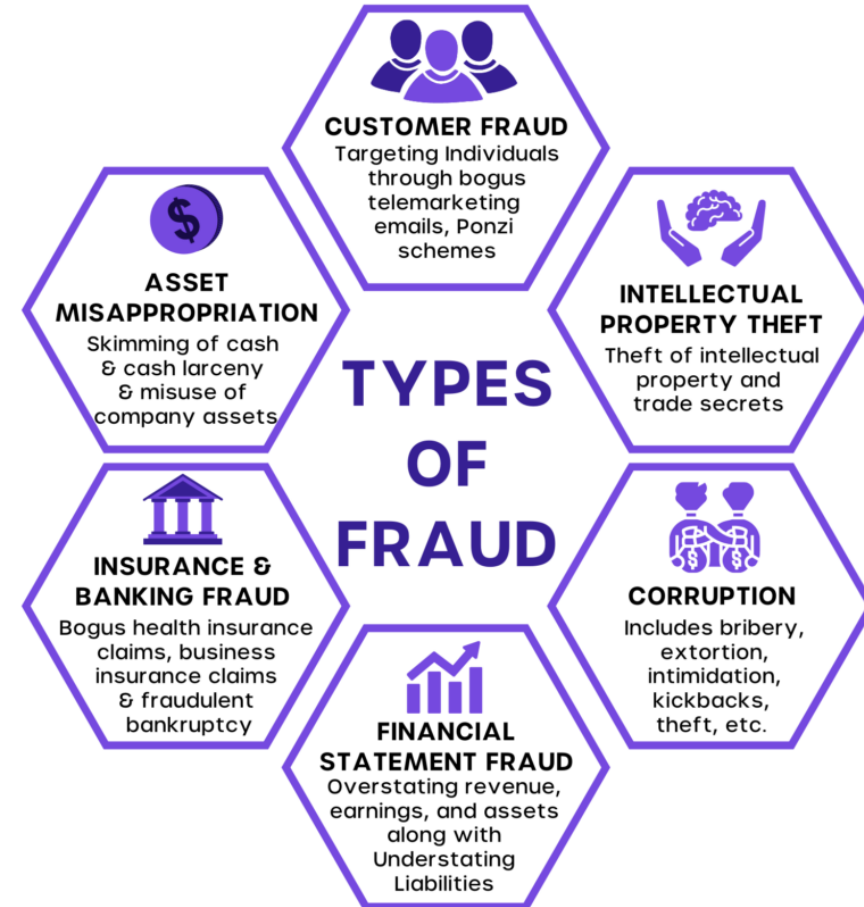 CUSTOMER FRAUD
Targeting Individuals
through bogus
telemarketing
emails, Ponzi
schemes
$
ASSET
MISAPPROPRIATION
Skimming of cash
& cash larceny
& misuse of
company assets
INTELLECTUAL
PROPERTY THEFT
Theft of intellectual
property and
trade secrets
TYPES
OF
FRAUD
INSURANCE &
BANKING FRAUD
Bogus health insurance
claims, business
insurance claims
& fraudulent
bankruptcy
$ $
CORRUPTION
Includes bribery,
extortion,
intimidation,
kickbacks,
theft, etc.
FINANCIAL
STATEMENT FRAUD
Overstating revenue,
earnings, and assets
along with
Understating
Liabilities